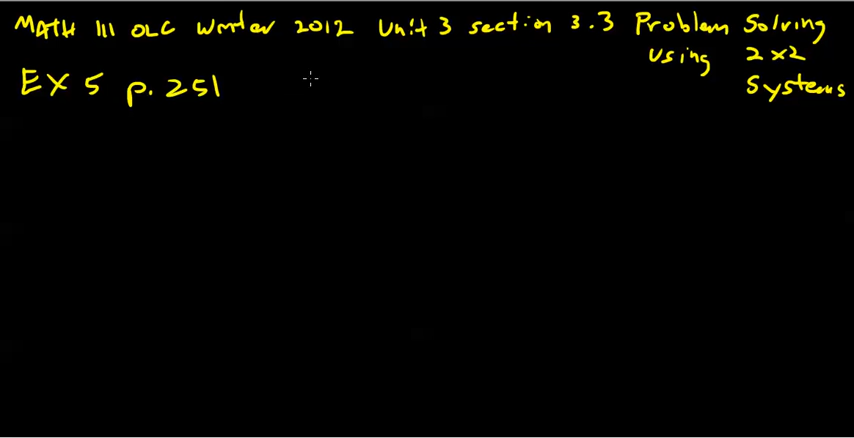 MATH 111 OLC Winter 2012 Unit 3 section 3.3 Problem Solving
Using 2x2
Systems
EX 5 p. 251